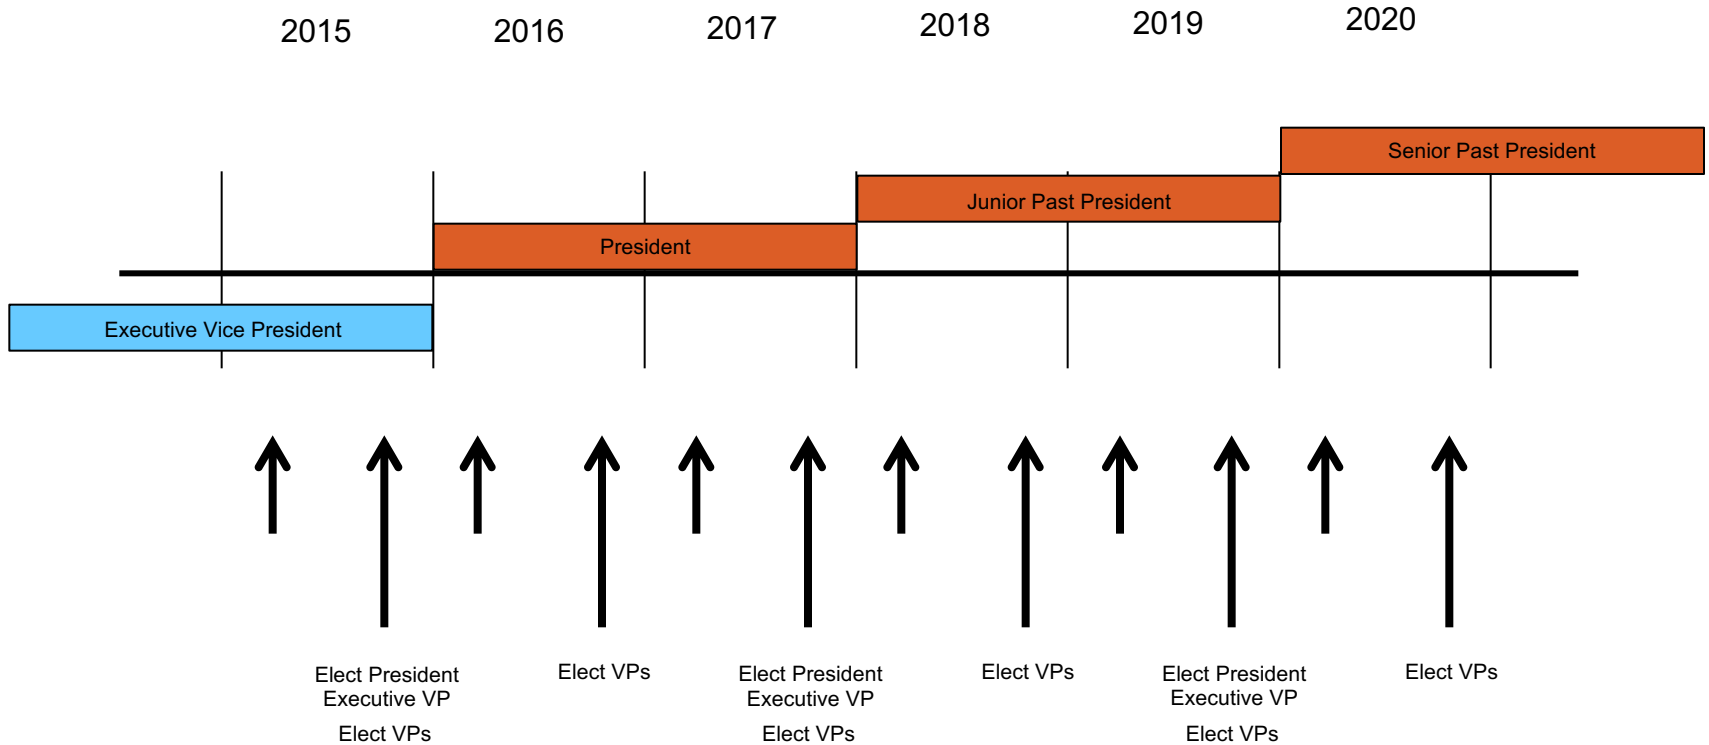 2015 2016 2017 2018 2019 2020
Senior Past President
Junior Past President
President
Executive Vice President
Elect President
Executive VP
Elect VPs
Elect VPs
Elect President
Executive VP
Elect VPs
Elect VPs
Elect President
Executive VP
Elect VPs
Elect VPs